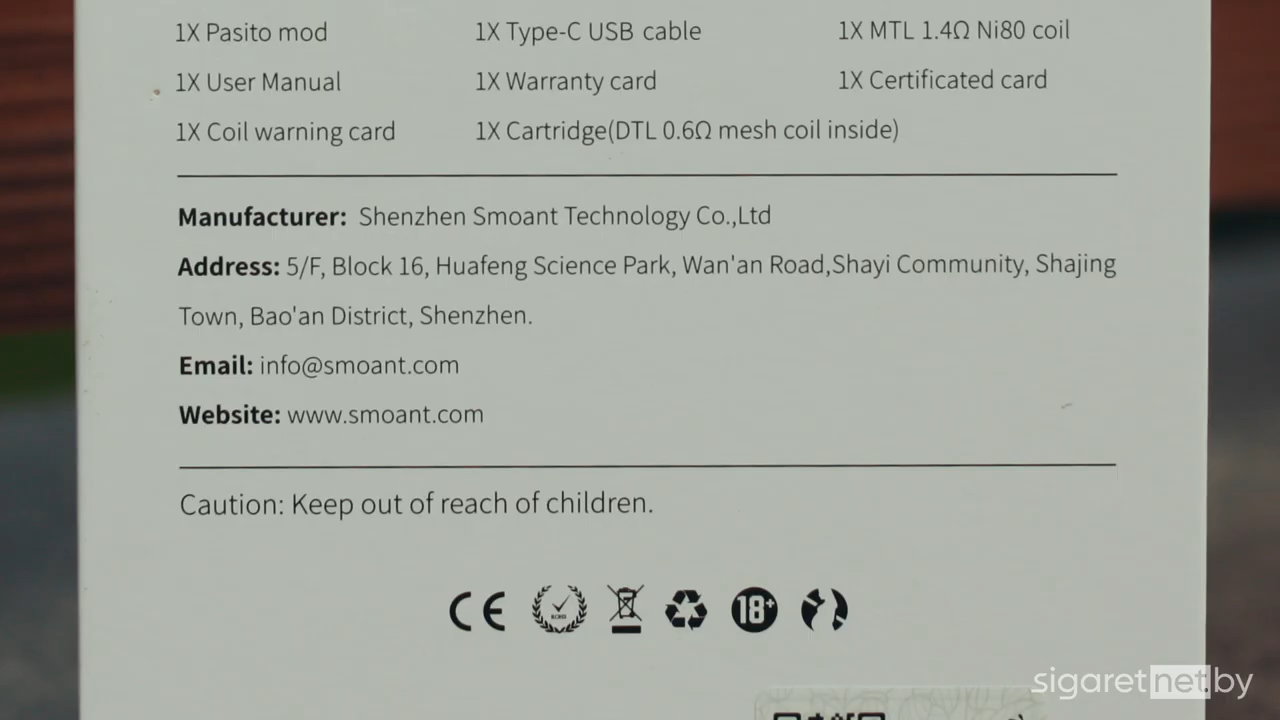 1X Pasito mod 1X Type-C USB cable 1X MTL 1.4Ω Ni80 coil
1X User Manual 1X Warranty card 1X Certificated card
1X Coil warning card 1X Cartridge(DTL 0.6Ω mesh coil inside)
Manufacturer: Shenzhen Smoant Technology Co.,Ltd
Address: 5/F, Block 16, Huafeng Science Park, Wan'an Road,Shayi Community, Shajing
Town, Bao'an District, Shenzhen.
Email: info@smoant.com
Website: www.smoant.com
Caution: Keep out of reach of children.
CE 18+
sigaretnet.by